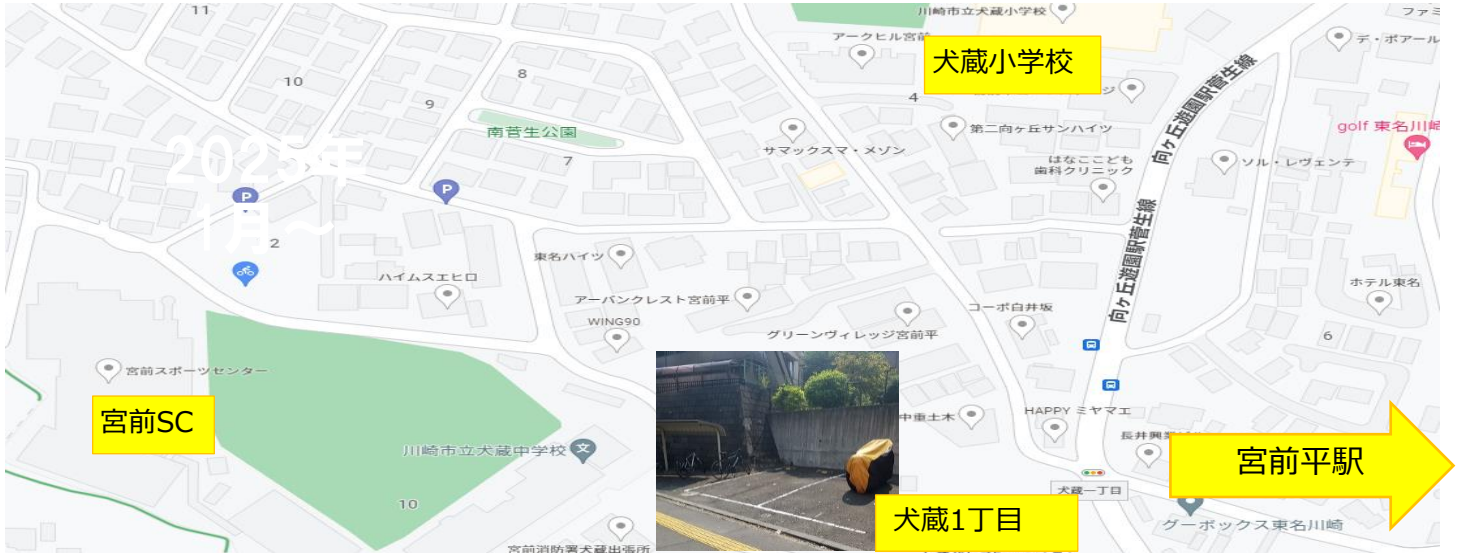 11
川崎市立犬蔵小学校
ファミ
アークヒル宮前
犬蔵小学校
デ・ボアール
10
8
9
4
ジ
南菅生公園
7
サマックスマ・メゾン
第二向ヶ丘サンハイツ
はなここども
歯科クリニック
向ヶ丘遊園駅菅生線
ソル・レヴェンテ
golf 東名川崎
2025年
1月～
P
P
2
東名ハイツ
ハイムスエヒロ
アーバンクレスト宮前平
WING90
グリーンヴィレッジ宮前平
コーポ白井坂
向ヶ丘遊園駅菅生線
ホテル東名
6
宮前スポーツセンター
宮前SC
川崎市立犬蔵中学校
文
中重土木
HAPPY ミヤマエ
長井興業
宮前平駅
犬蔵一丁目
10
犬蔵1丁目
グーボックス東名川崎
宮前消防署犬蔵出張所